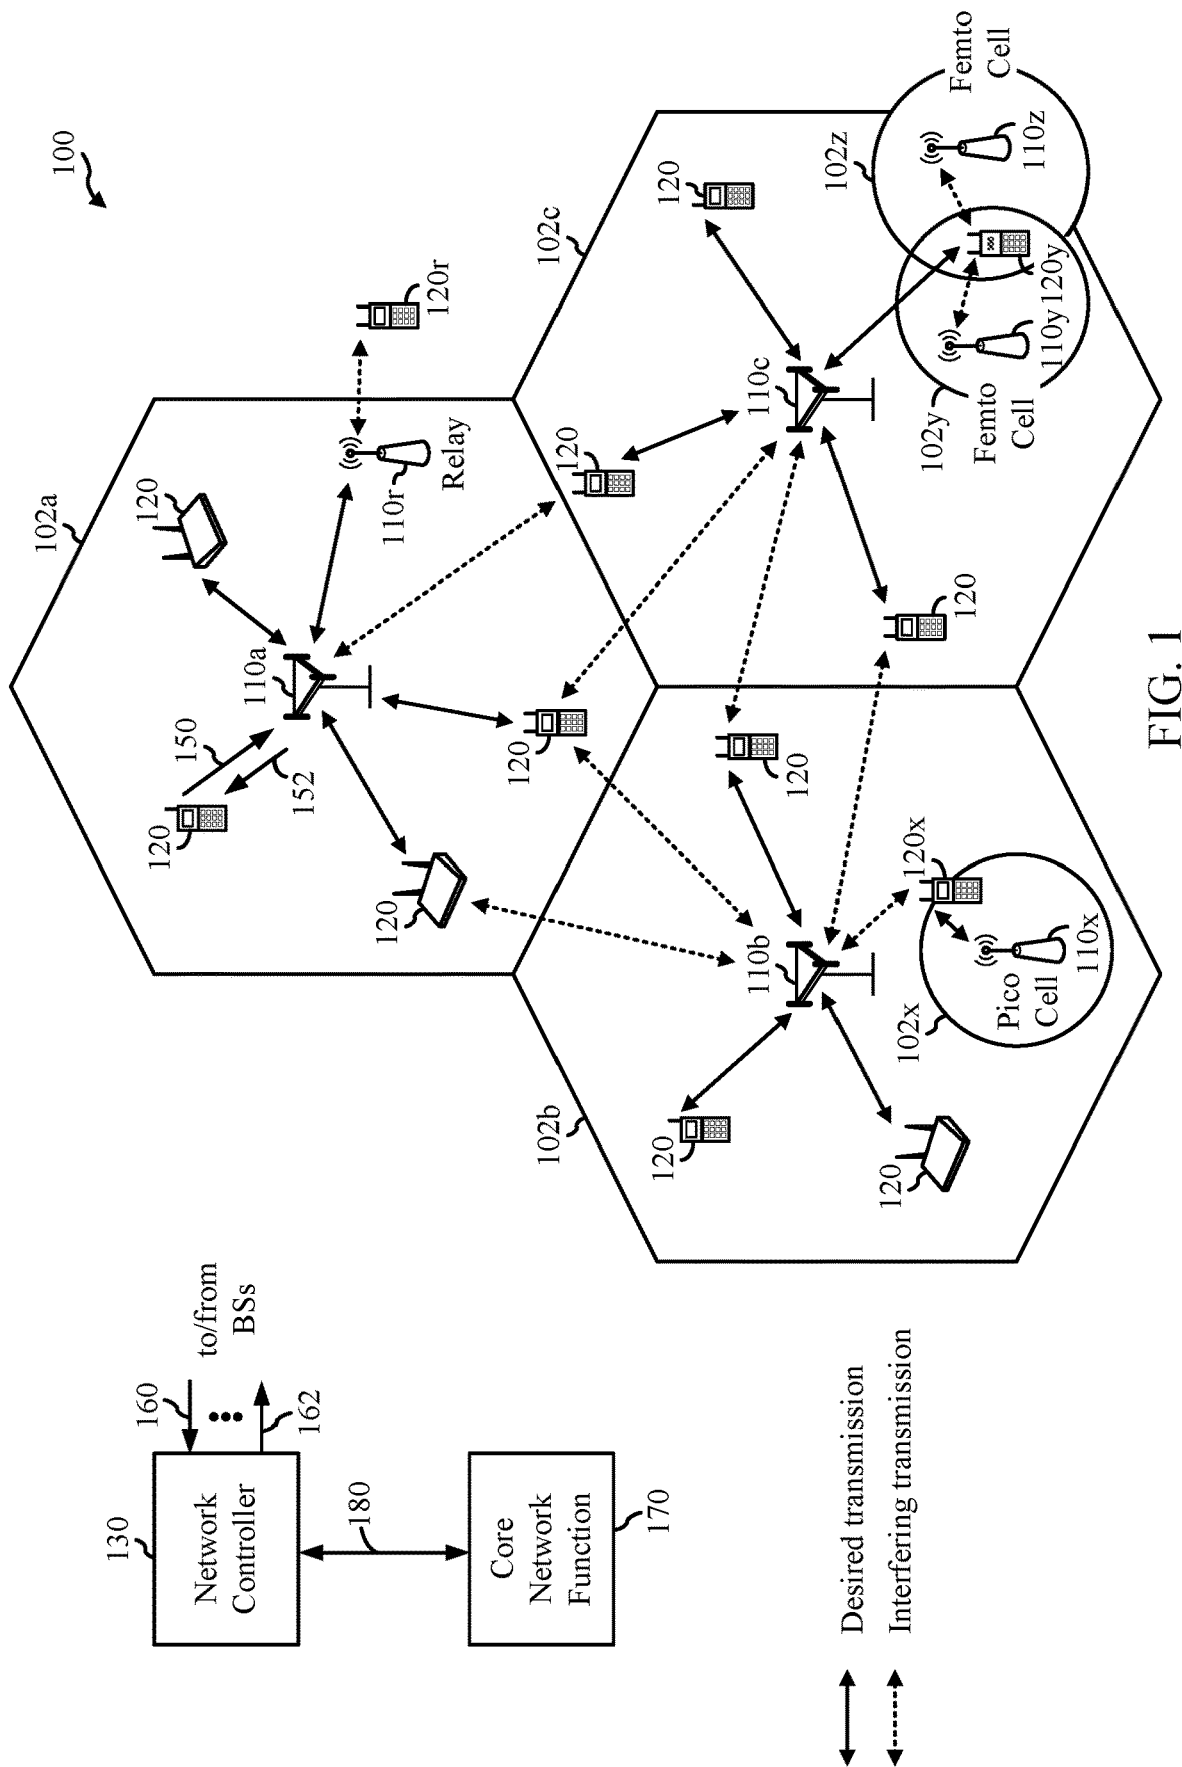 100
130
Network
Controller
160
to/from
BSs
162
180
Core
Network
Function
170
Desired transmission
Interfering transmission
102a
120
150
110a
120
152
120r
110r
Relay
120
120
102c
120
120
110c
102b
120
110b
120
120
102z
Femto
Cell
110z
102y
Femto
Cell
110y
120y
120
120
102x
Pico
Cell
110x
120x
FIG. 1